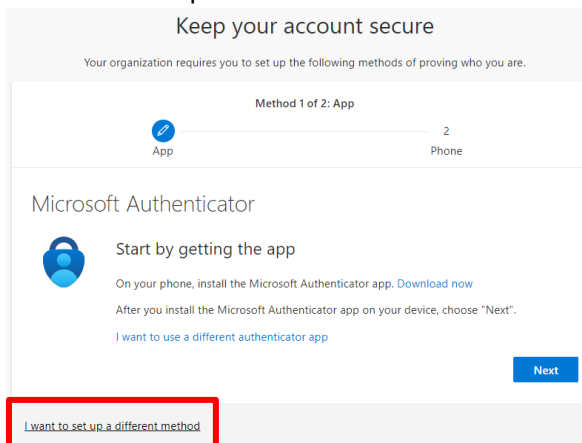 Keep your account secure
Your organization requires you to set up the following methods of proving who you are.
Method 1 of 2: App
2
App
Phone
Microsoft Authenticator
Start by getting the app
On your phone, install the Microsoft Authenticator app. Download now
After you install the Microsoft Authenticator app on your device, choose "Next".
I want to use a different authenticator app
Next
I want to set up a different method